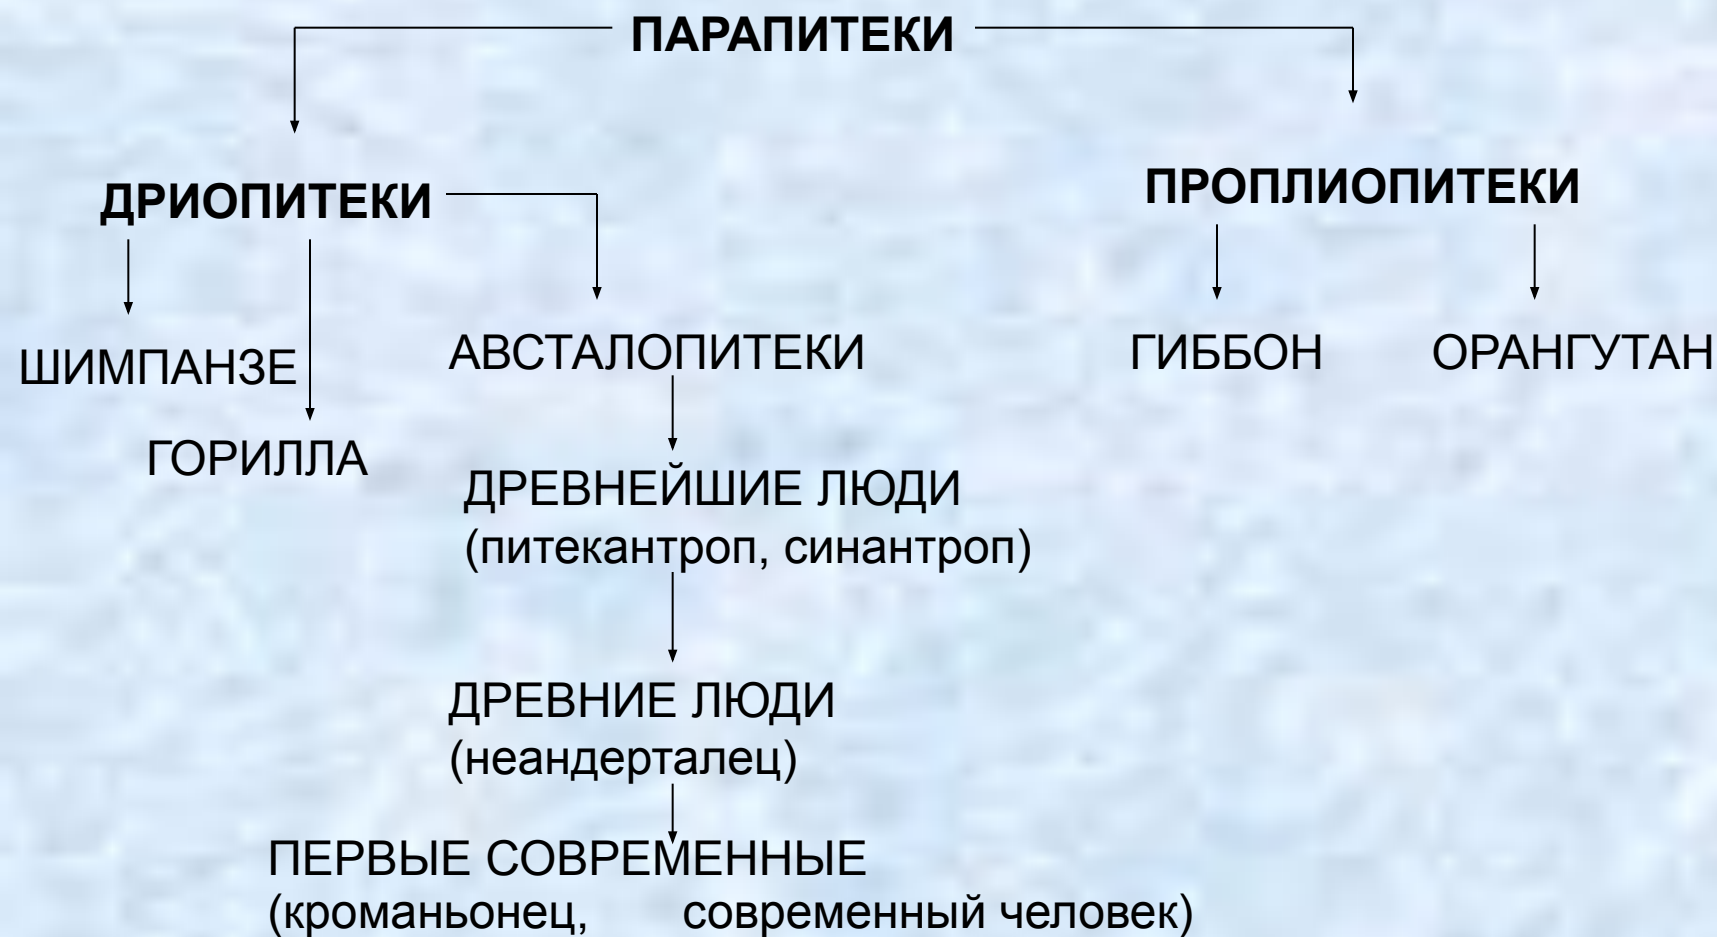 ПАРАПИТЕКИ
ДРИОПИТЕКИ
ПРОПЛИОПИТЕКИ
ШИМПАНЗЕ
ГОРИЛЛА
АВСТАЛОПИТЕКИ
ГИББОН
ОРАНГУТАН
ДРЕВНЕЙШИЕ ЛЮДИ
(питекантроп, синантроп)
ДРЕВНИЕ ЛЮДИ
(неандерталец)
ПЕРВЫЕ СОВРЕМЕННЫЕ
(кроманьонец, современный человек)